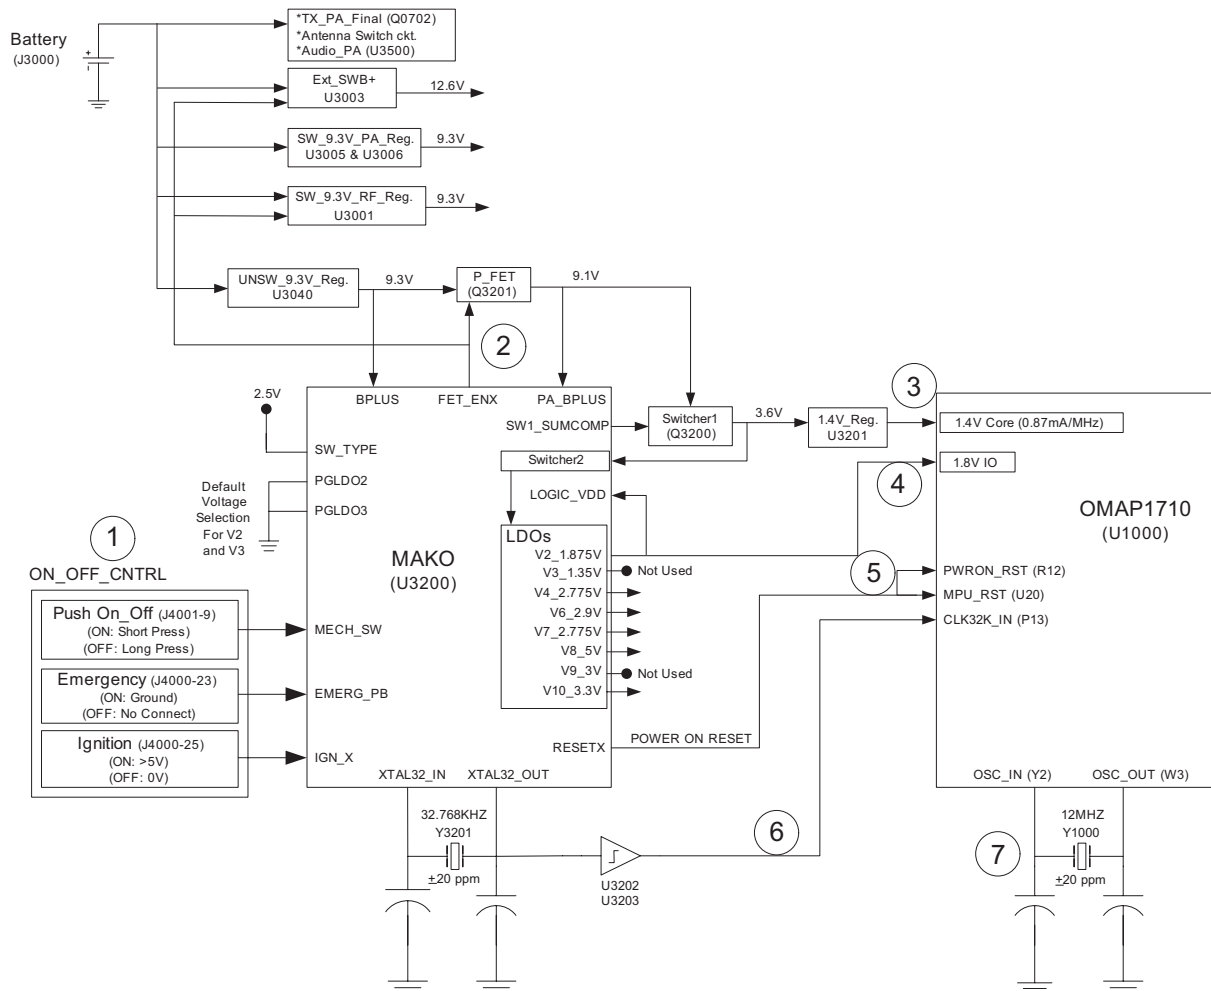 Battery
(J3000)
+
-
*TX_PA_Final (Q0702)
*Antenna Switch ckt.
*Audio_PA (U3500)
Ext_SWB+
U3003
12.6V
SW_9.3V_PA_Reg.
U3005 & U3006
9.3V
SW_9.3V_RF_Reg.
U3001
9.3V
UNSW_9.3V_Reg.
U3040
9.3V
P_FET
(Q3201)
9.1V
2
2.5V
BPLUS
FET_ENX
PA_BPLUS
SW1_SUMCOMP
Switcher1
(Q3200)
3.6V
1.4V_Reg.
U3201
3
1.4V Core (0.87mA/MHz)
SW_TYPE
Switcher2
1.8V IO
4
PGLDO2
PGLDO3
Default
Voltage
Selection
For V2
and V3
LOGIC_VDD
OMAP1710
(U1000)
1
ON_OFF_CNTRL
MAKO
(U3200)
LDOs
V2_1.875V
V3_1.35V
Not Used
V4_2.775V
V6_2.9V
V7_2.775V
V8_5V
V9_3V
Not Used
V10_3.3V
5
PWRON_RST (R12)
MPU_RST (U20)
CLK32K_IN (P13)
Push On_Off (J4001-9)
(ON: Short Press)
(OFF: Long Press)
MECH_SW
Emergency (J4000-23)
(ON: Ground)
(OFF: No Connect)
EMERG_PB
Ignition (J4000-25)
(ON: >5V)
(OFF: 0V)
IGN_X
RESETX
POWER ON RESET
XTAL32_IN
XTAL32_OUT
OSC_IN (Y2)
OSC_OUT (W3)
32.768KHZ
Y3201
±20 ppm
U3202
U3203
6
7
12MHZ
Y1000
±20 ppm